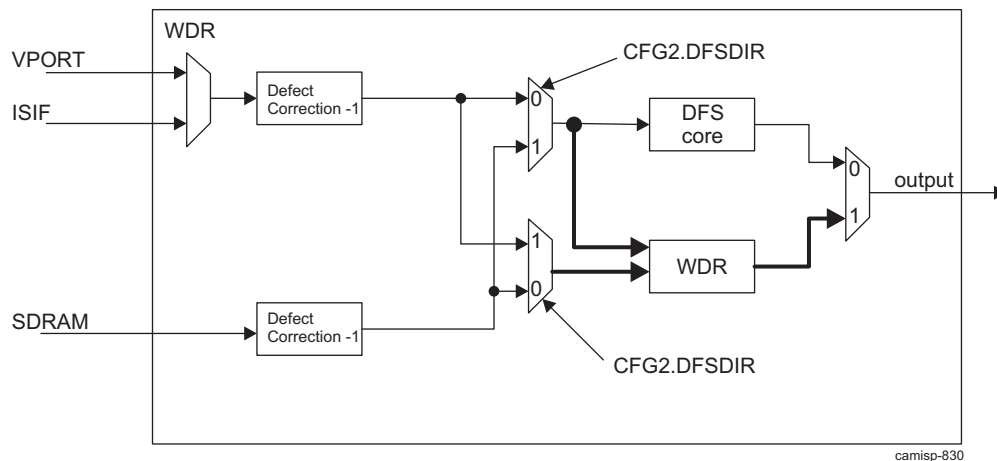 WDR
VPORT
ISIF
Defect
Correction -1
CFG2.DFSDIR
0
1
DFS
core
0
1
output
1
0
WDR
SDRAM
Defect
Correction -1
CFG2.DFSDIR
camisp-830